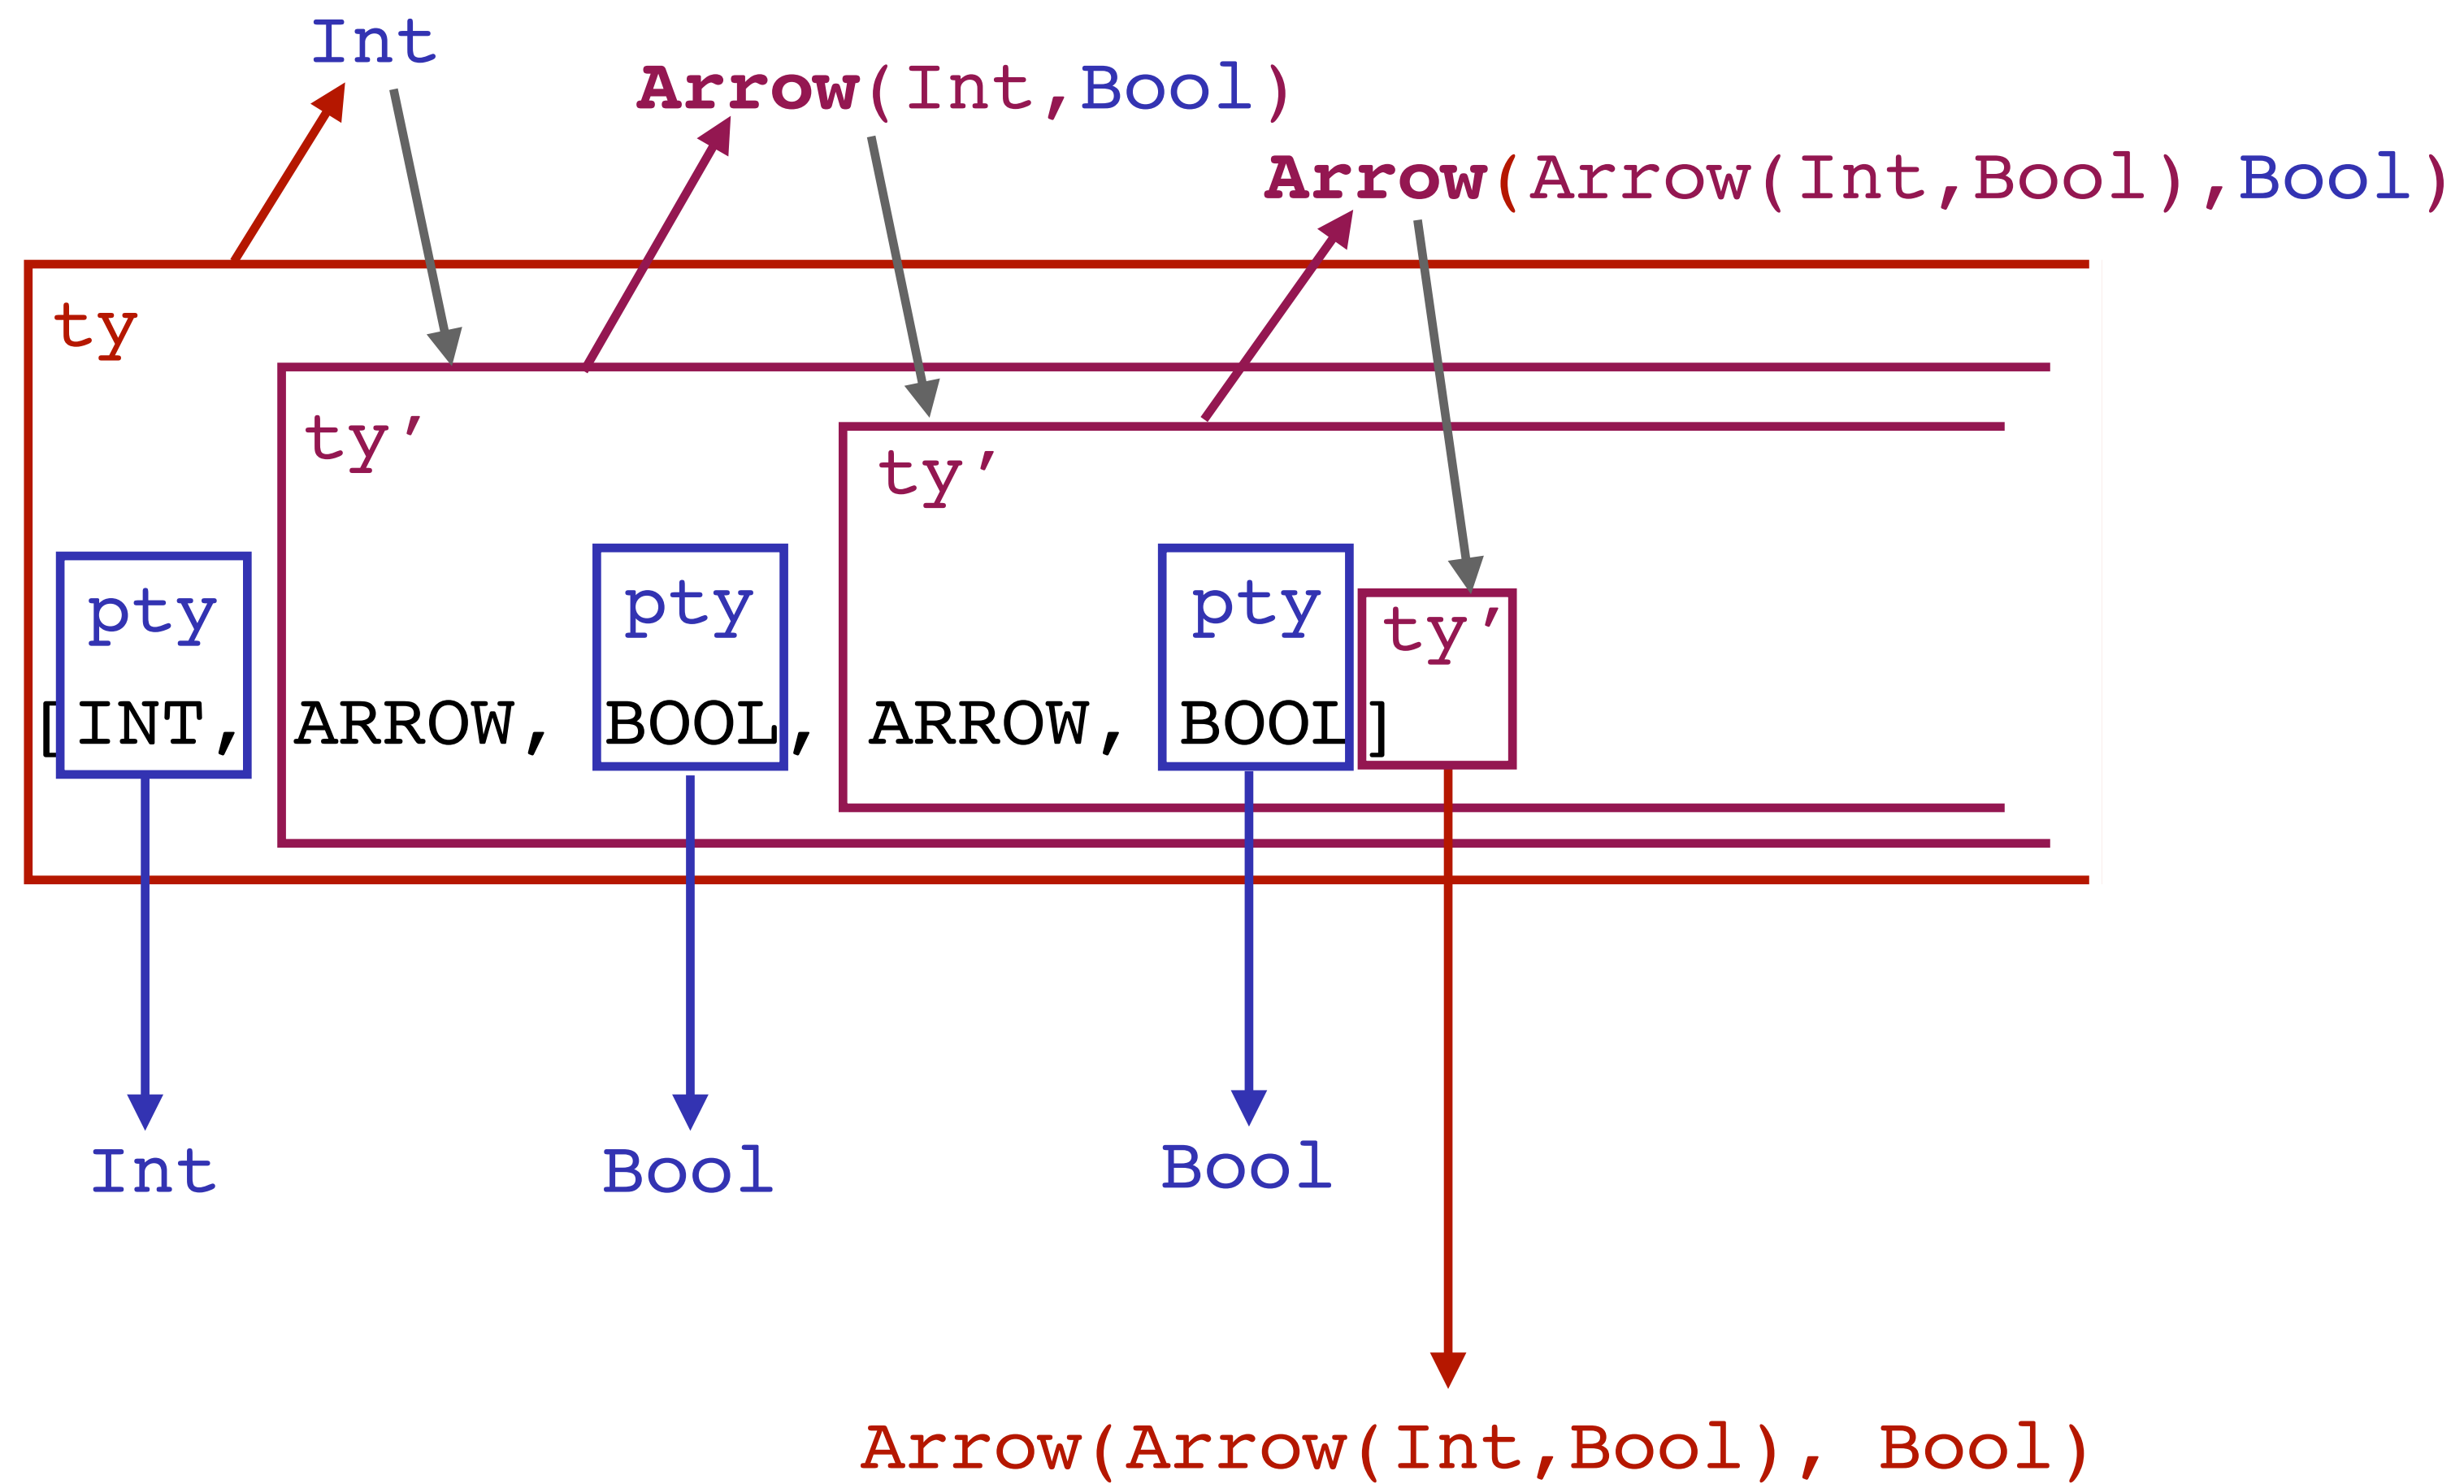 Int
Arrow(Int,Bool)
Arrow(Arrow(Int,Bool),Bool)
ty
ty’
ty’
pty
pty
pty
ty’
[INT, ARROW, BOOL, ARROW, BOOL]
Int
Bool
Bool
Arrow(Arrow(Int,Bool), Bool)